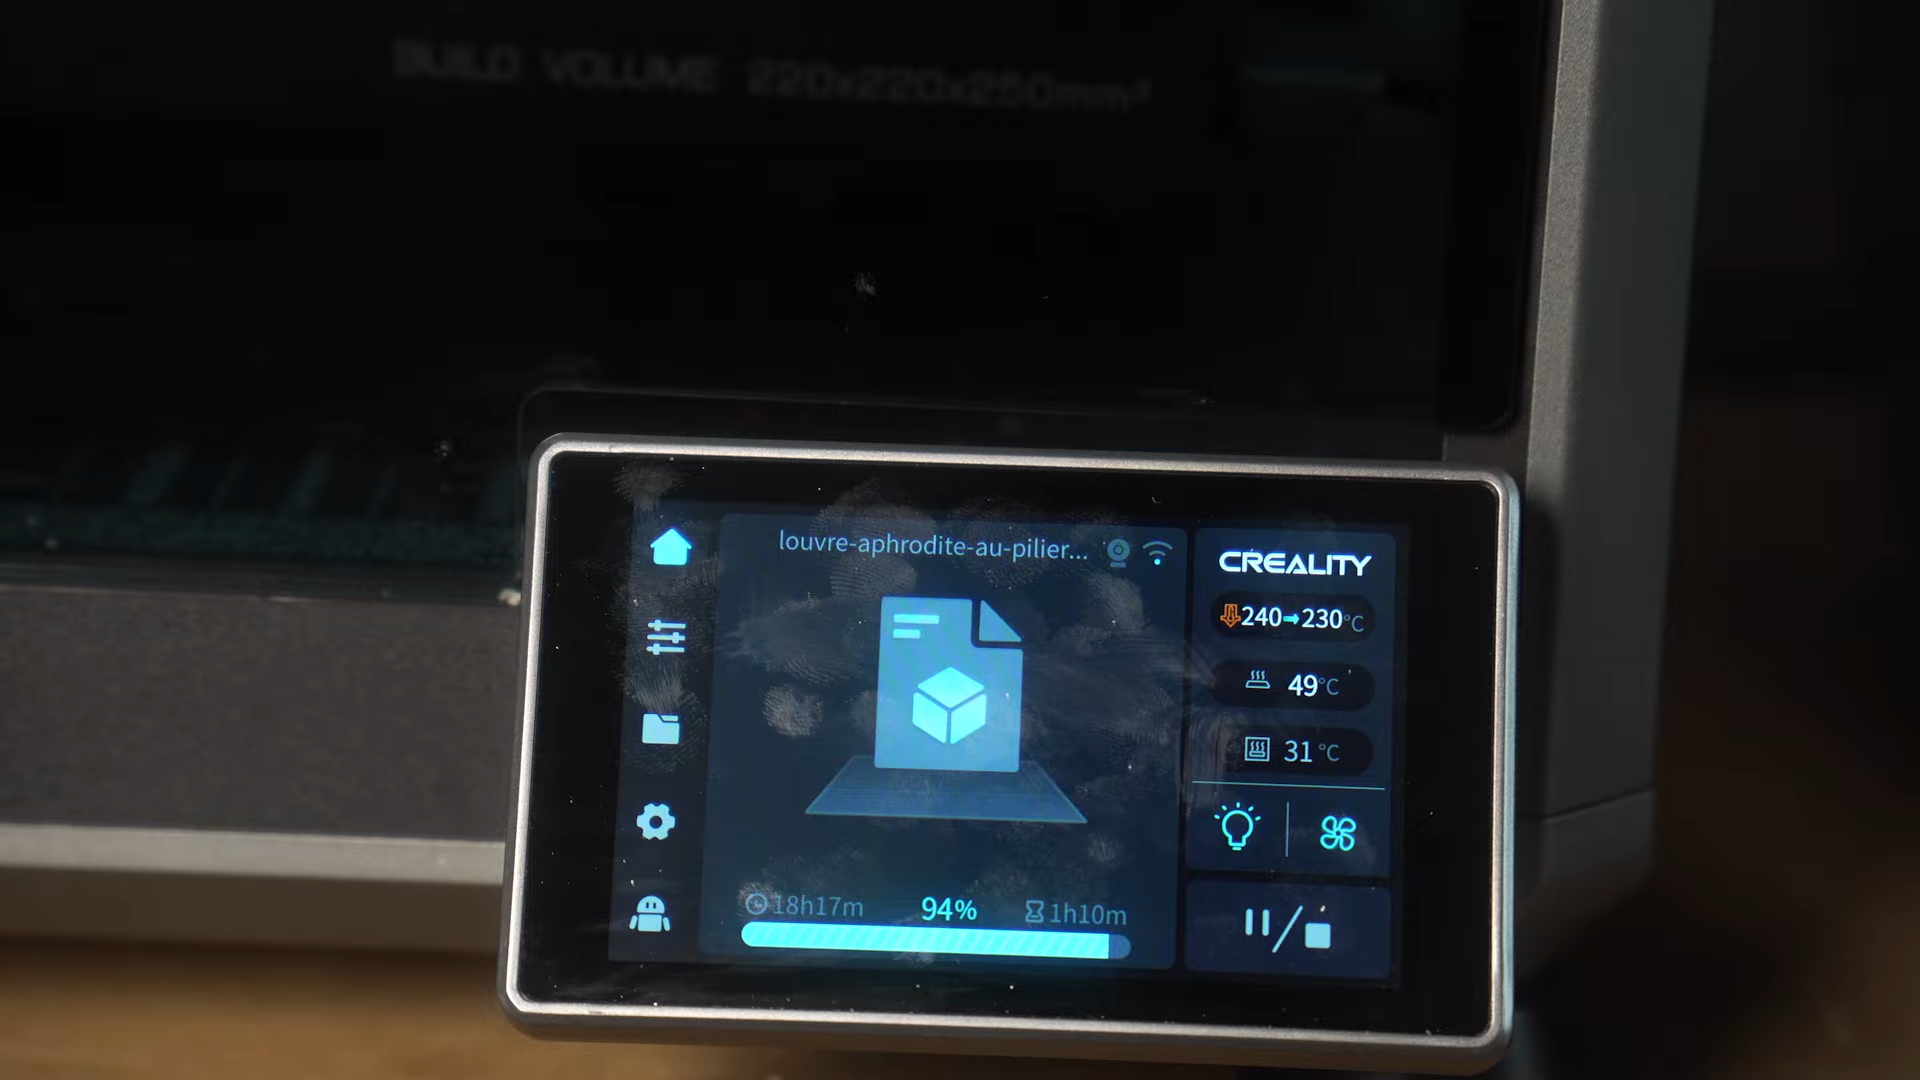 BUILD VOLUME 220x220x250mm³
louvre-aphrodite-au-pilier...
CREALITY
240→230°C
49°C
31°C
18h17m 94% 1h10m